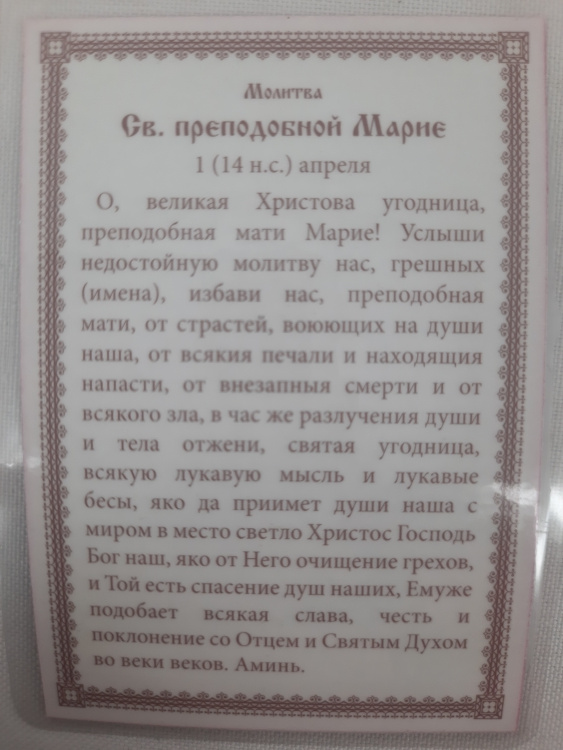 Молитва
Св. преподобной Марие
1 (14 н.с.) апреля
О, великая Христова угодница,
преподобная мати Марие! Услыши
недостойную молитву нас, грешных
(имена), избави нас, преподобная
мати, от страстей, воюющих на души
наша, от всякия печали и находящия
напасти, от внезапныя смерти и от
всякого зла, в час же разлучения души
и тела отжени, святая угодница,
всякую лукавую мысль и лукавые
бесы, яко да приимет души наша с
миром в место светло Христос Господь
Бог наш, яко от Него очищение грехов,
и Той есть спасение душ наших, Емуже
подобает всякая слава, честь и
поклонение со Отцем и Святым Духом
во веки веков. Аминь.